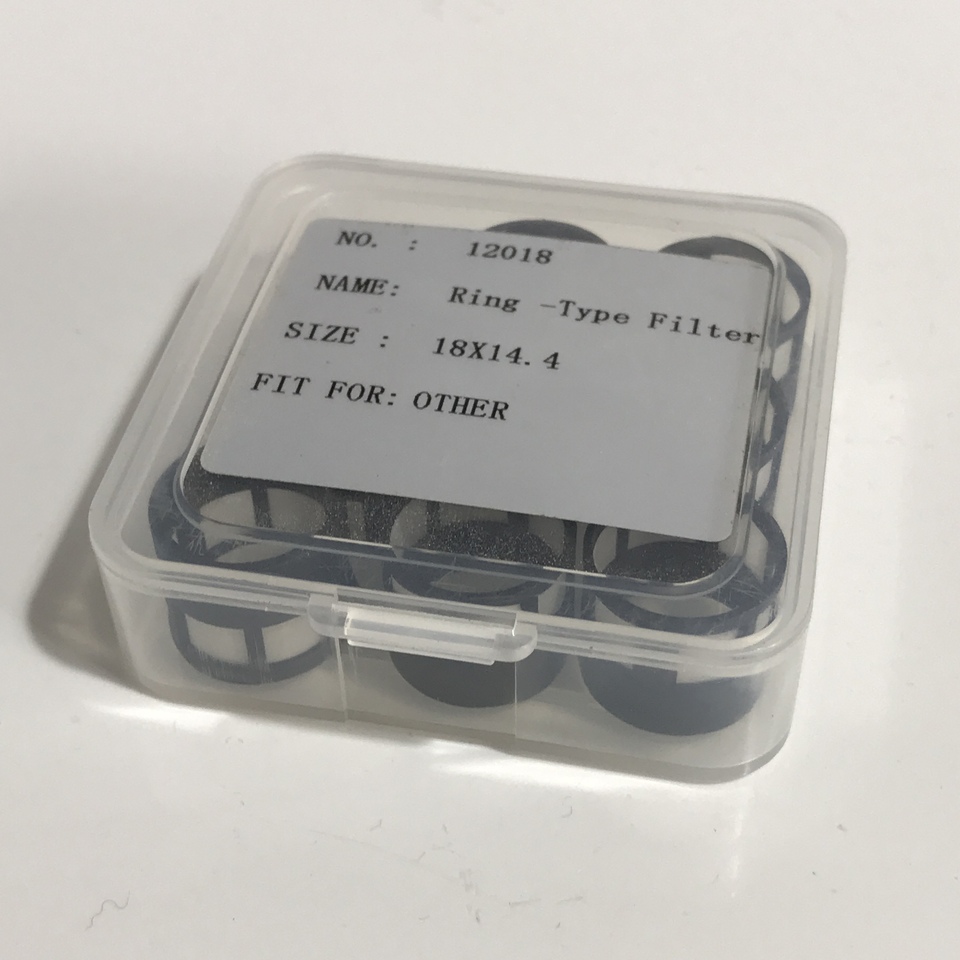 NO. : 12018
NAME: Ring -Type Filter
SIZE : 18X14.4
FIT FOR: OTHER